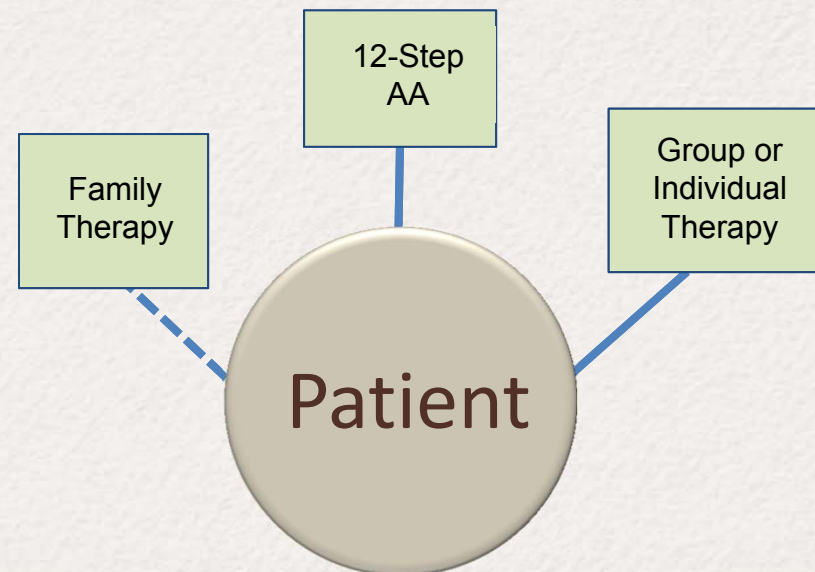 12-Step
AA
Family
Therapy
Group or
Individual
Therapy
Patient